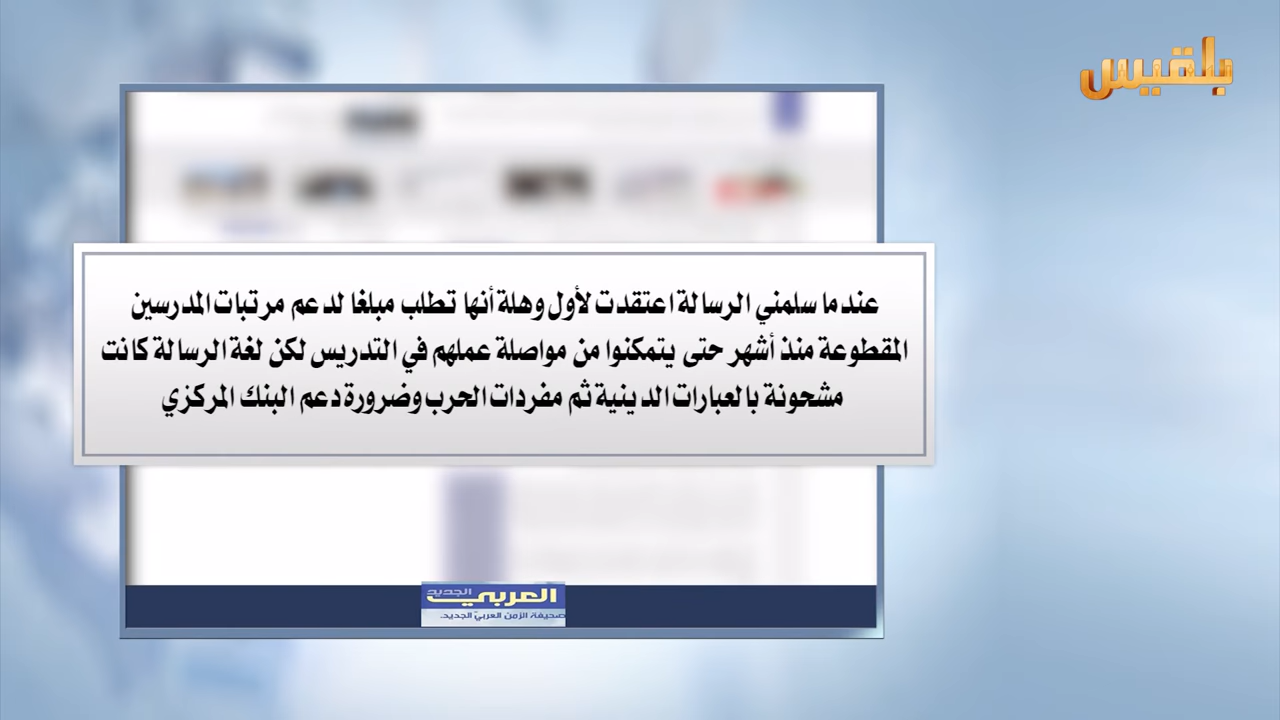 بلقيس
عندما سلمني الرسالة اعتقدت لأول وهلة أنها تطلب مبلغا لدعم مرتبات المدرسين
المقطوعة منذ أشهر حتى يتمكنوا من مواصلة عملهم في التدريس لكن لغة الرسالة كانت
مشحونة بالعبارات الدينية ثم مفردات الحرب وضرورة دعم البنك المركزي
العربي الجديد
صحيفة الزمن العربيّ الجديد.